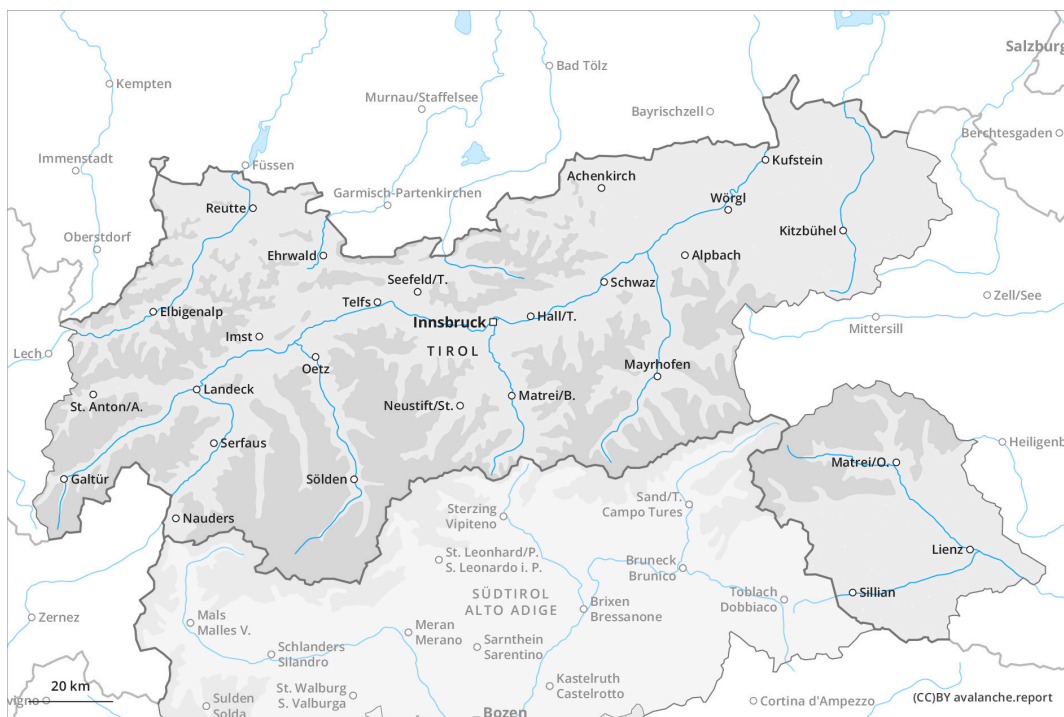 Salzburg
Kempten
Bad Tölz
Murnau/Staffelsee
Bayrischzell
Berchtesgaden
Immenstadt
Füssen
Kufstein
Achenkirch
Garmisch-Partenkirchen
Reutte
Wörgl
Oberstdorf
Kitzbühel
Ehrwald
Alpbach
Seefeld/T.
Schwaz
Zell/See
Telfs
Elbigenalp
Innsbruck
Hall/T.
Mittersill
Imst
TIROL
Lech
Oetz
Mayrhofen
Landeck
St. Anton/A.
Neustift/St.
Matrei/B.
Serfaus
Heiligenb
Matrei/O.
Galtür
Sölden
Sand/T.
Campo Tures
Sterzing
Vipiteno
Nauders
Lienz
St. Leonhard/P.
S. Leonardo i. P.
Bruneck
Brunico
SÜDTIROL
ALTO ADIGE
Toblach
Dobbiaco
Sillian
Brixen
Bressanone
Zernez
Mals
Malles V.
Meran
Merano
Sarnthein
Sarentino
Schlanders
Silandro
Kastelruth
Castelrotto
20 km
St. Walburg
S. Valburga
vigno
Sulden
Solda
Cortina d'Ampezzo
(CC)BY avalanche.report
Bozen